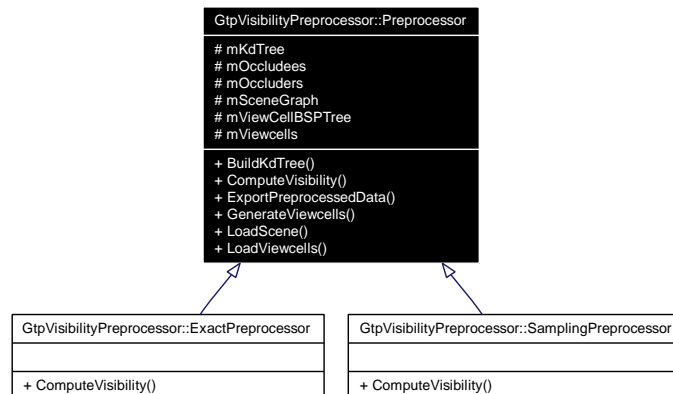 GtpVisibilityPreprocessor::Preprocessor
# mKdTree
# mOccludees
# mOccluders
# mSceneGraph
# mViewCellBSPTree
# mViewcells
+ BuildKdTree()
+ ComputeVisibility()
+ ExportPreprocessedData()
+ GenerateViewcells()
+ LoadScene()
+ LoadViewcells()
GtpVisibilityPreprocessor::ExactPreprocessor
+ ComputeVisibility()
GtpVisibilityPreprocessor::SamplingPreprocessor
+ ComputeVisibility()